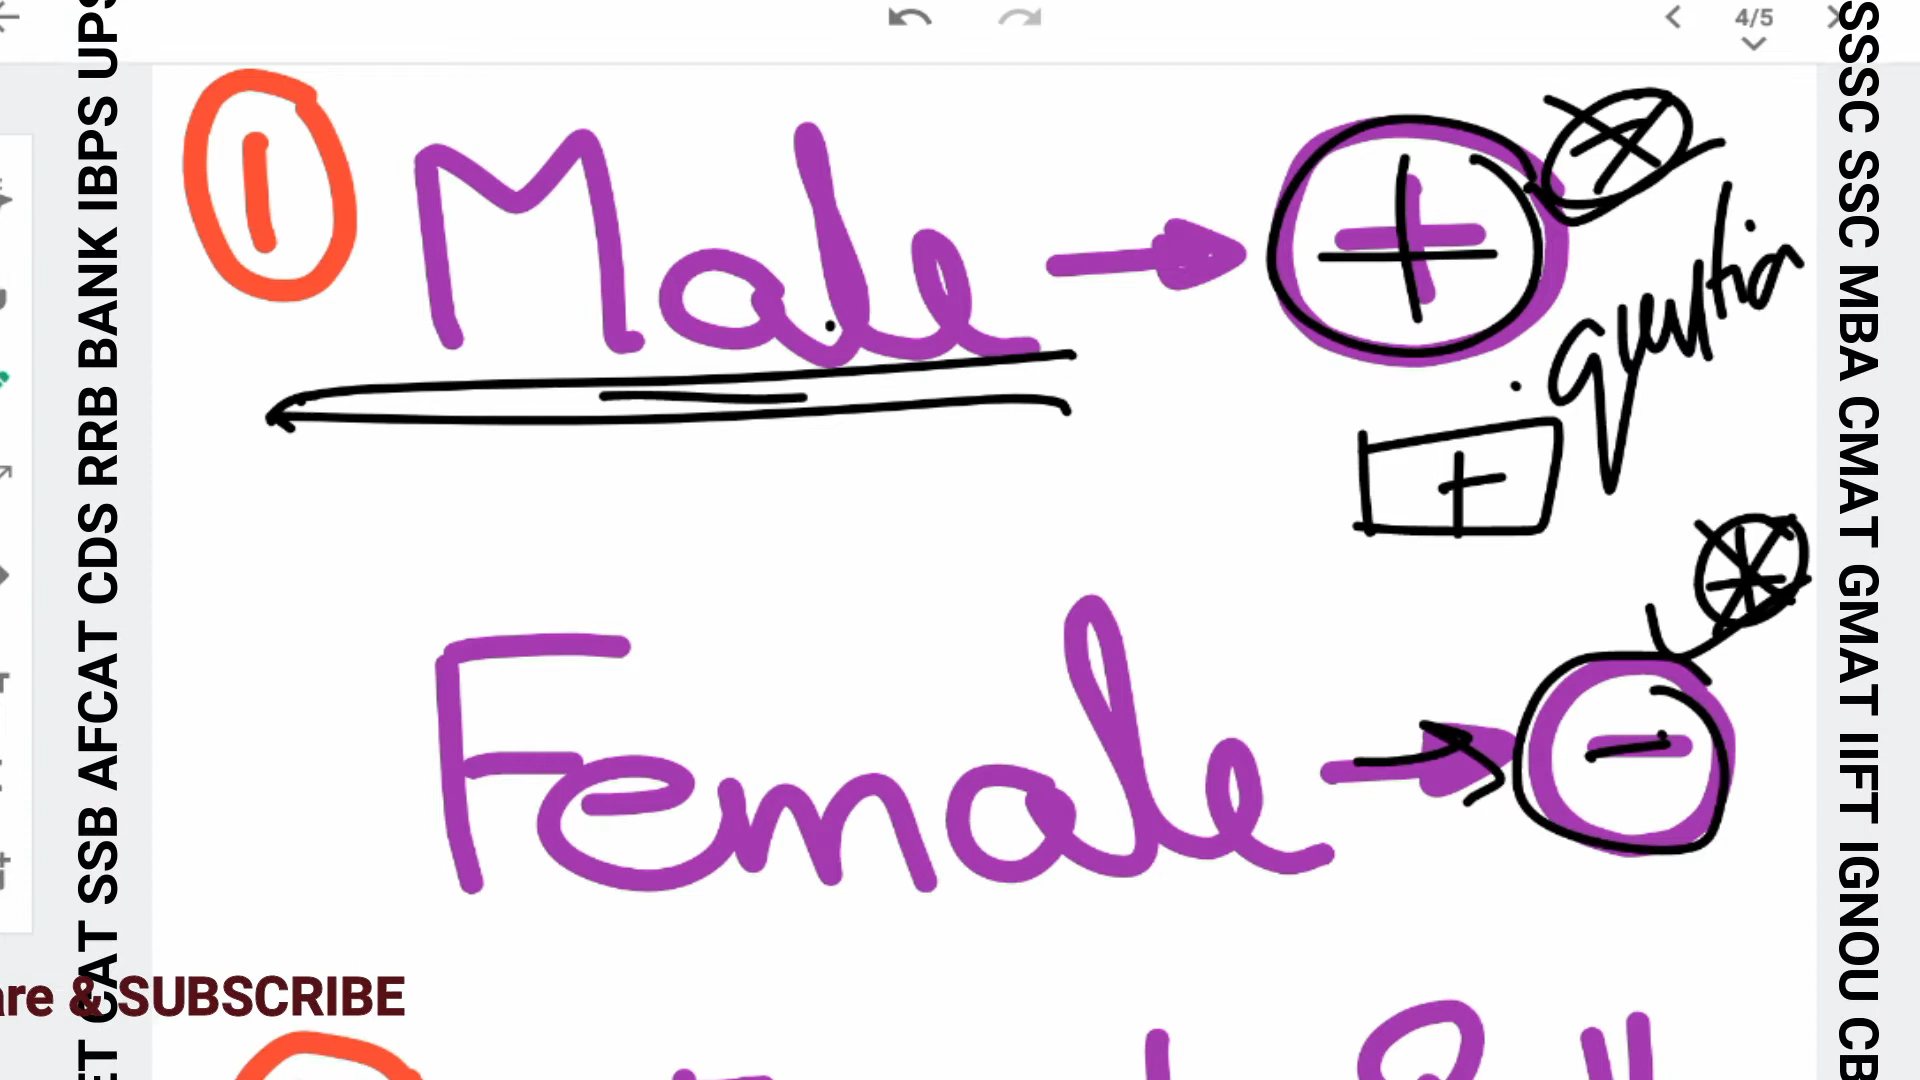 4/5
① Male → +
question
+
Female → -
are & SUBSCRIBE
ET CAT SSB AFCAT CDS RRB BANK IBPS UPS
SSSC SSC MBA CMAT GMAT IIFT IGNOU CB